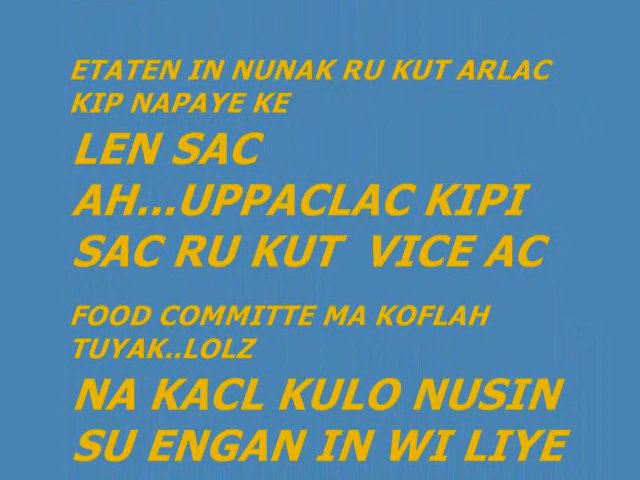 ETATEN IN NUNAK RU KUT ARLAC
KIP NAPAYE KE
LEN SAC
AH...UPPACLAC KIPI
SAC RU KUT VICE AC
FOOD COMMITTE MA KOFLAH
TUYAK..LOLZ
NA KACL KULO NUSIN
SU ENGAN IN WI LIYE